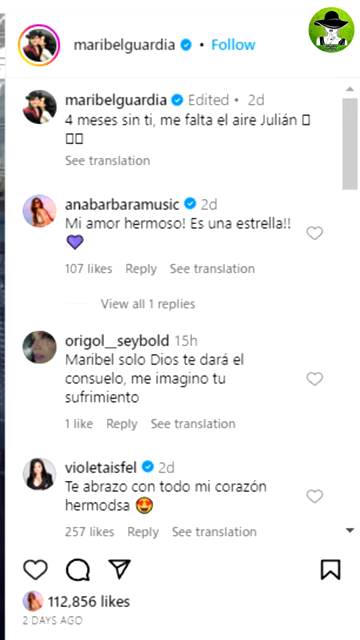 maribelguardia • Follow
maribelguardia Edited • 2d
4 meses sin ti, me falta el aire Julián
See translation
anabarbaramusic 2d
Mi amor hermoso! Es una estrella!!
107 likes Reply See translation
View all 1 replies
origol__seybold 15h
Maribel solo Dios te dará el
consuelo, me imagino tu
sufrimiento
1 like Reply See translation
violetaisfel 2d
Te abrazo con todo mi corazón
hermodsa 😍
257 likes Reply See translation
112,856 likes
2 DAYS AGO